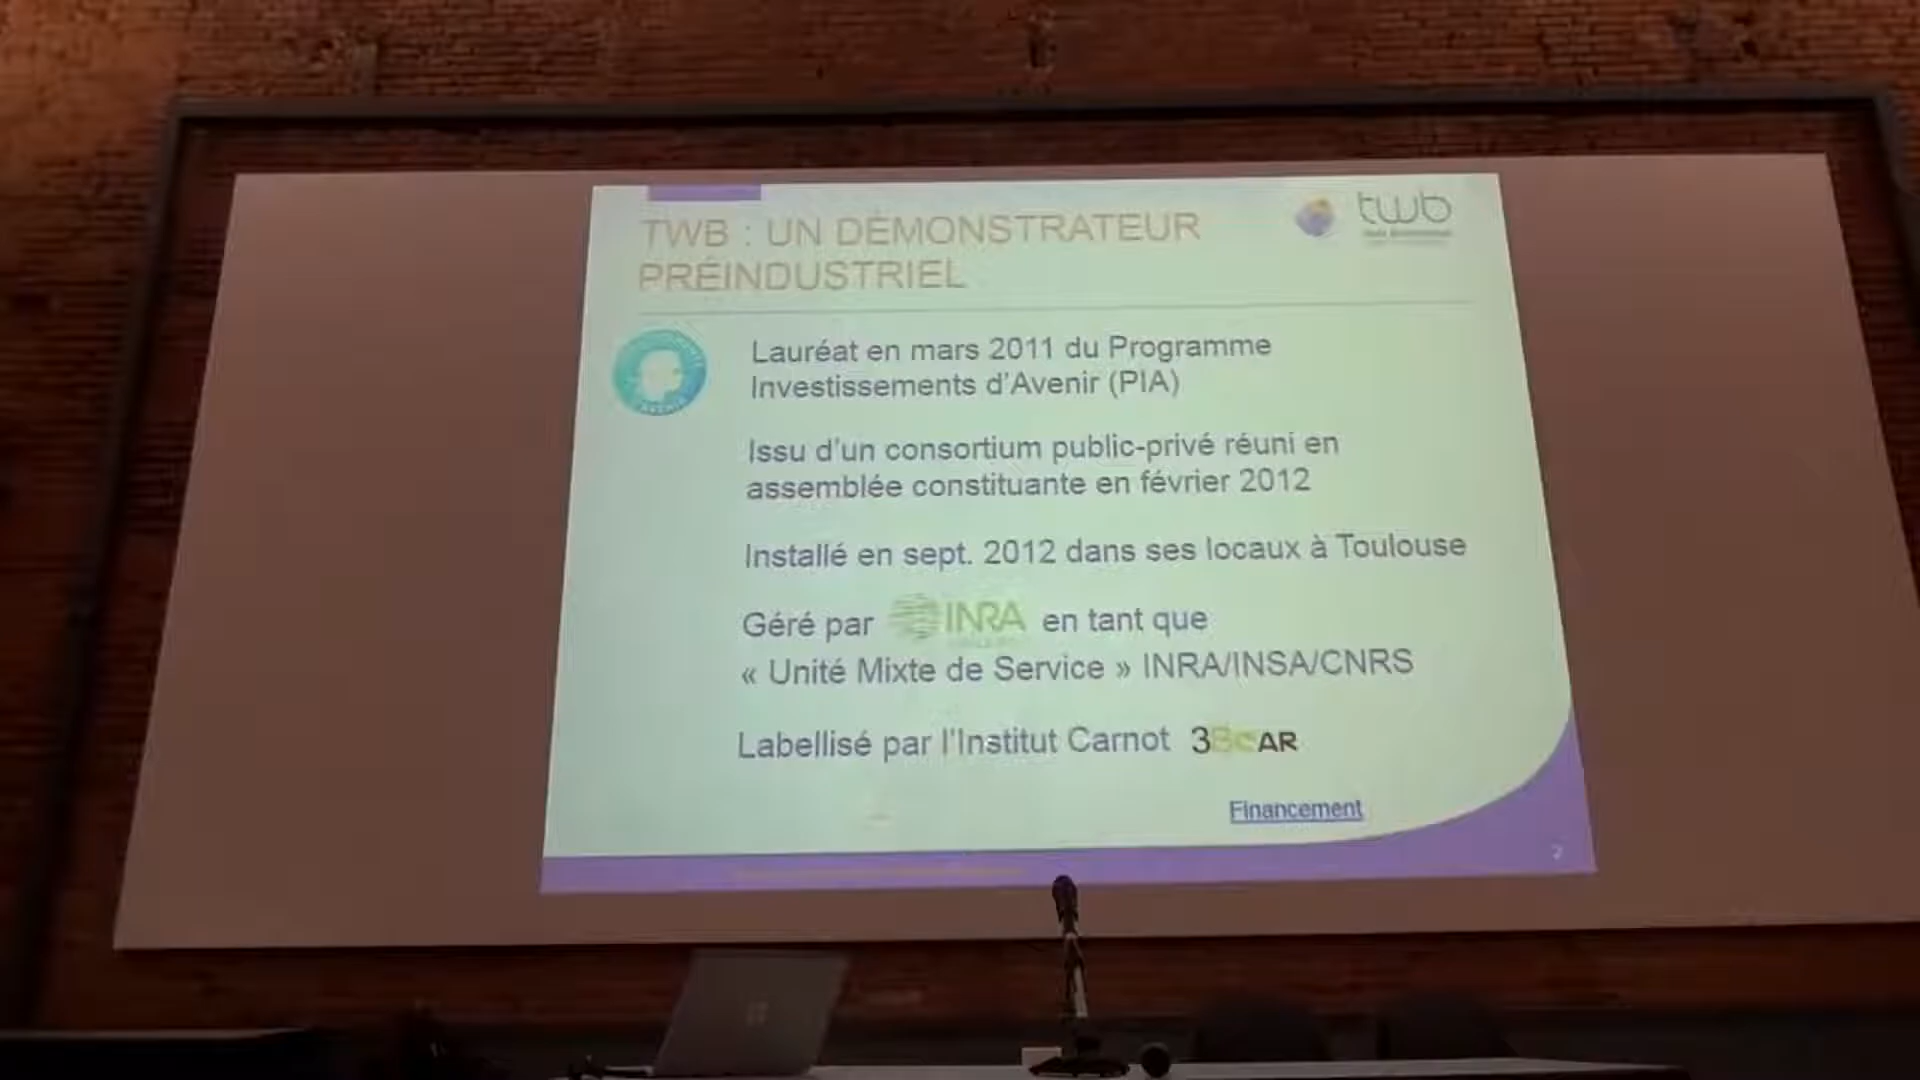 TWB : UN DÉMONSTRATEUR
PRÉINDUSTRIEL
twb
Lauréat en mars 2011 du Programme
Investissements d'Avenir (PIA)
Issu d'un consortium public-privé réuni en
assemblée constituante en février 2012
Installé en sept. 2012 dans ses locaux à Toulouse
Géré par INRA en tant que
« Unité Mixte de Service » INRA/INSA/CNRS
Labellisé par l'Institut Carnot 3BCAR
Financement
2